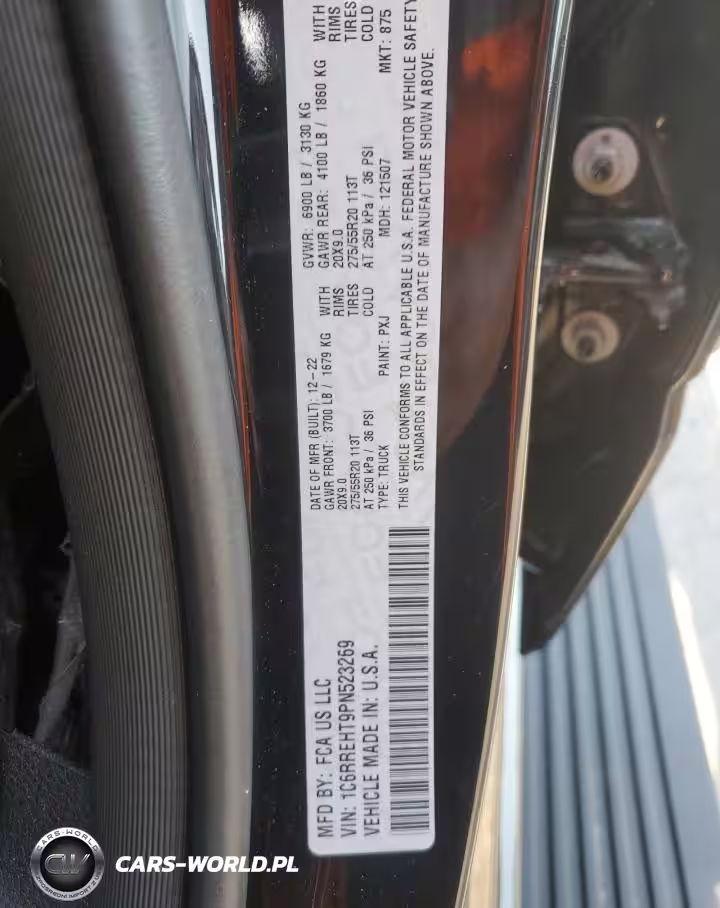 MFD BY: FCA US LLC
VIN: 1C6RREHT9PN523269
VEHICLE MADE IN: U.S.A.
DATE OF MFR (BUILT): 12-22 GVWR: 6900 LB / 3130 KG
GAWR FRONT: 3700 LB / 1679 KG WITH GAWR REAR: 4100 LB / 1860 KG WITH
20X9.0 RIMS 20X9.0 RIMS
275/55R20 113T TIRES 275/55R20 113T TIRES
AT 250 kPa / 36 PSI COLD AT 250 kPa / 36 PSI COLD
TYPE: TRUCK PAINT: PXJ MDH: 121507 MKT: 875
THIS VEHICLE CONFORMS TO ALL APPLICABLE U.S.A. FEDERAL MOTOR VEHICLE SAFETY
STANDARDS IN EFFECT ON THE DATE OF MANUFACTURE SHOWN ABOVE.
CARS-WORLD
CW
CARS-WORLD.PL